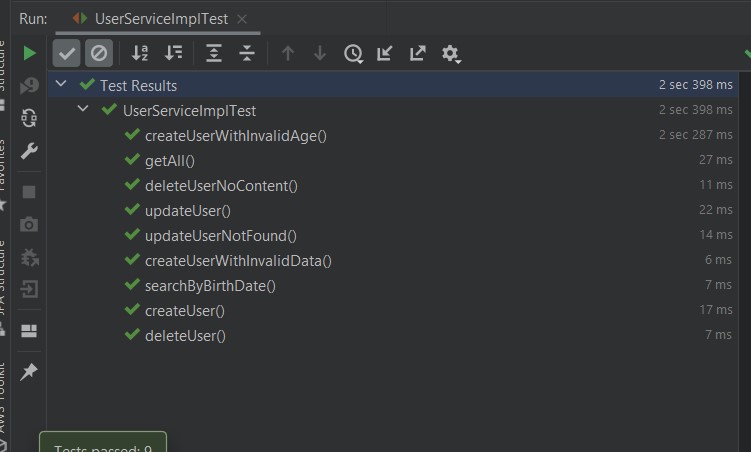 Run: UserServiceImplTest
Test Results 2 sec 398 ms
UserServiceImplTest 2 sec 398 ms
createUserWithInvalidAge() 2 sec 287 ms
getAll() 27 ms
deleteUserNoContent() 11 ms
updateUser() 22 ms
updateUserNotFound() 14 ms
createUserWithInvalidData() 6 ms
searchByBirthDate() 7 ms
createUser() 17 ms
deleteUser() 7 ms
Tests passed: 9
Structure
Favorites
JPA Structure
AWS Toolkit